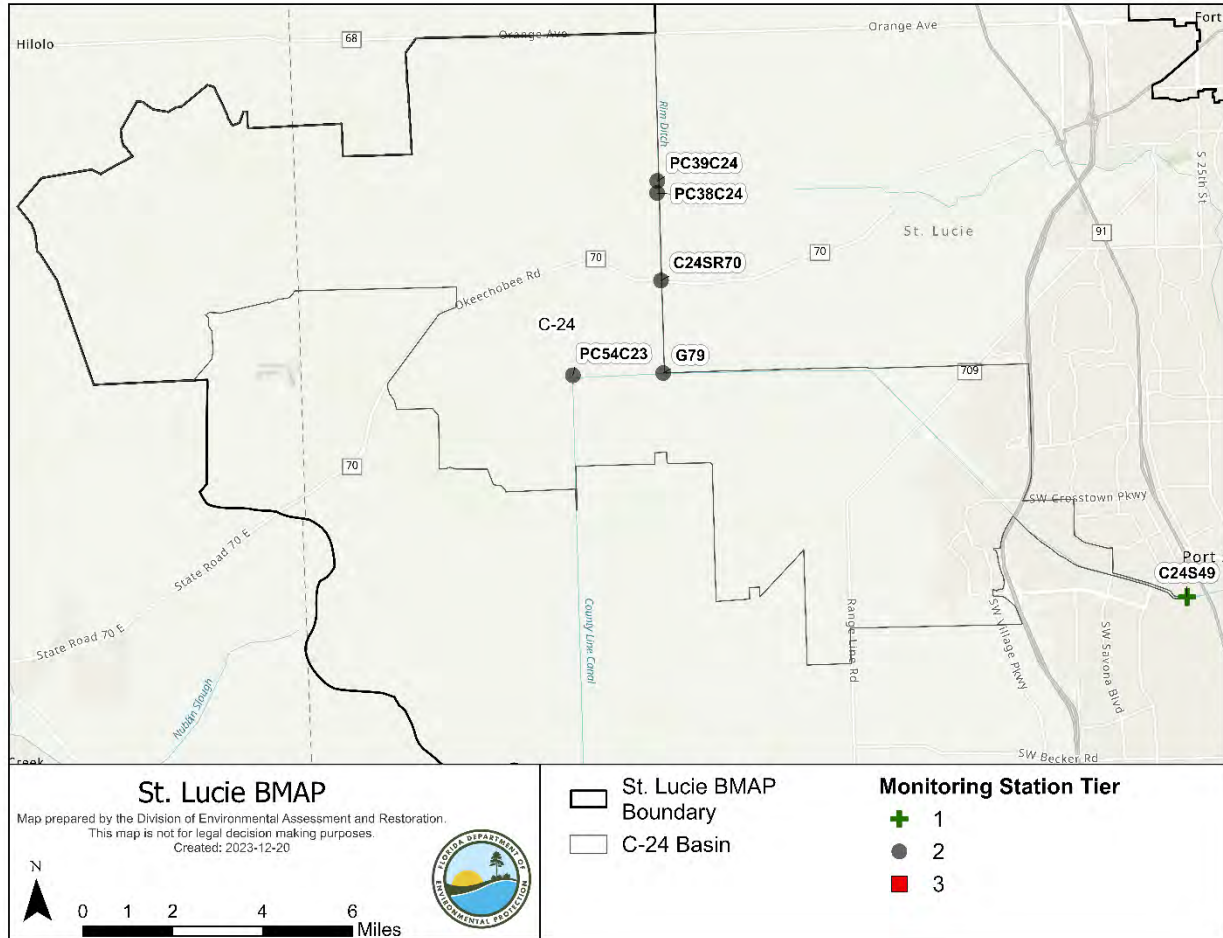 Hilolo
68
Orange Ave
Orange Ave
Fort
Rim Ditch
S 25th St
PC39C24
PC38C24
St. Lucie
91
70
C24SR70
70
Okeechobee Rd
C-24
PC54C23
G79
709
70
SW Crosstown Pkwy
State Road 70 E
Port
C24S49
State Road 70 E
County Line Canal
Range Line Rd
SW Village Pkwy
SW Savona Blvd
Nubbin Slough
Creek
SW Becker Rd
St. Lucie BMAP
Map prepared by the Division of Environmental Assessment and Restoration.
This map is not for legal decision making purposes.
Created: 2023-12-20
N
0 1 2 4 6
Miles
FLORIDA DEPARTMENT OF
ENVIRONMENTAL PROTECTION
St. Lucie BMAP
Boundary
C-24 Basin
Monitoring Station Tier
1
2
3